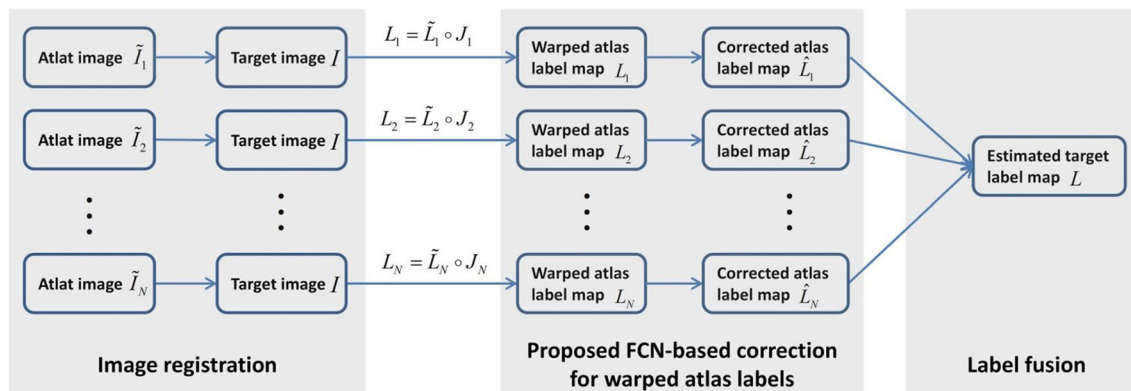 Atlat image Ĩ₁
Target image I
L₁ = L̃₁ ∘ J₁
Warped atlas
label map L₁
Corrected atlas
label map L̂₁
Atlat image Ĩ₂
Target image I
L₂ = L̃₂ ∘ J₂
Warped atlas
label map L₂
Corrected atlas
label map L̂₂
Estimated target
label map L
Atlat image Ĩ_N
Target image I
L_N = L̃_N ∘ J_N
Warped atlas
label map L_N
Corrected atlas
label map L̂_N
Image registration
Proposed FCN-based correction
for warped atlas labels
Label fusion